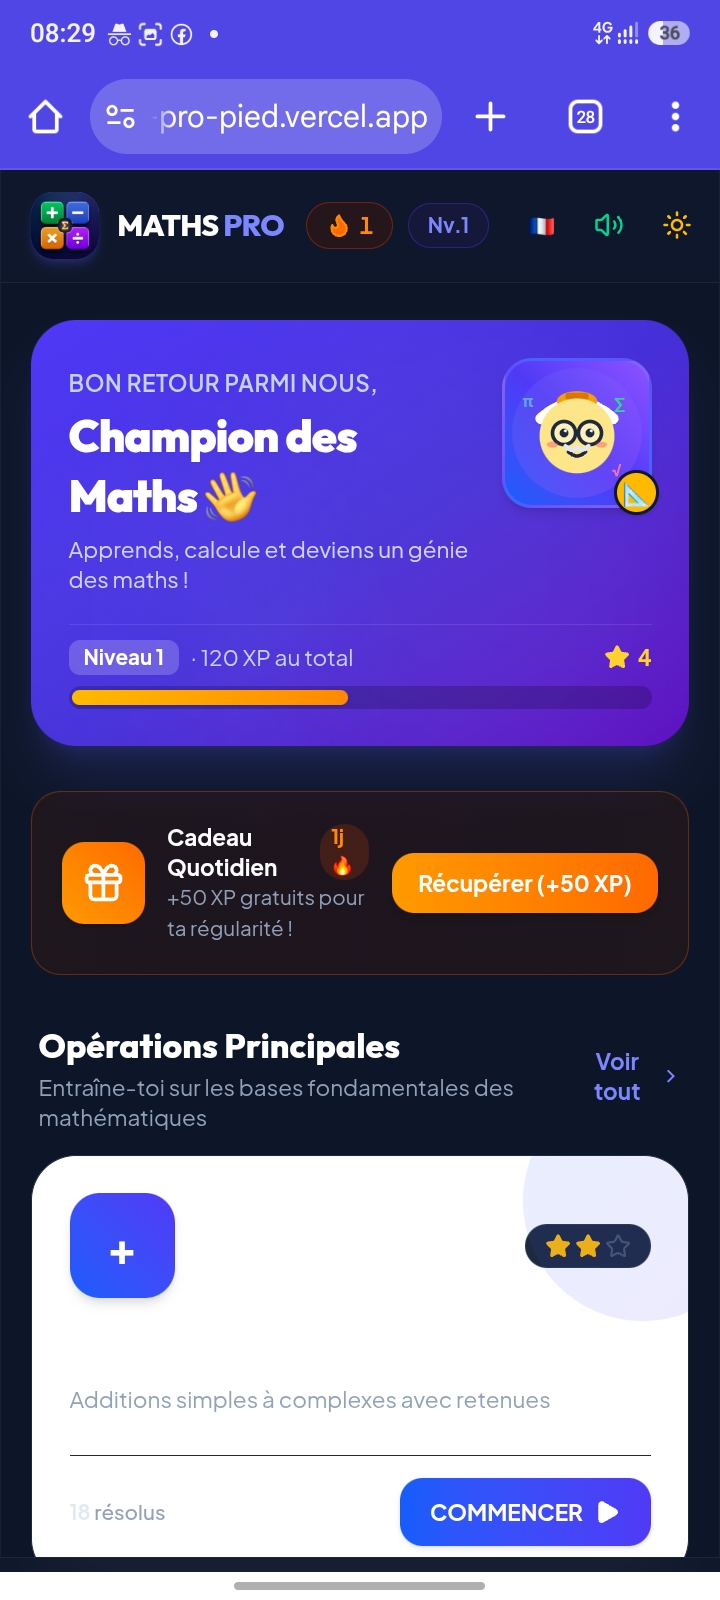 08:29
4G
36
pro-pied.vercel.app
28
MATHS PRO
1
Nv.1
BON RETOUR PARMI NOUS,
Champion des
Maths👋
π
Σ
√
Apprends, calcule et deviens un génie
des maths !
Niveau 1 · 120 XP au total
4
Cadeau
Quotidien
1j
🔥
+50 XP gratuits pour
ta régularité !
Récupérer (+50 XP)
Opérations Principales
Voir
tout
Entraîne-toi sur les bases fondamentales des
mathématiques
+
Additions simples à complexes avec retenues
18 résolus
COMMENCER